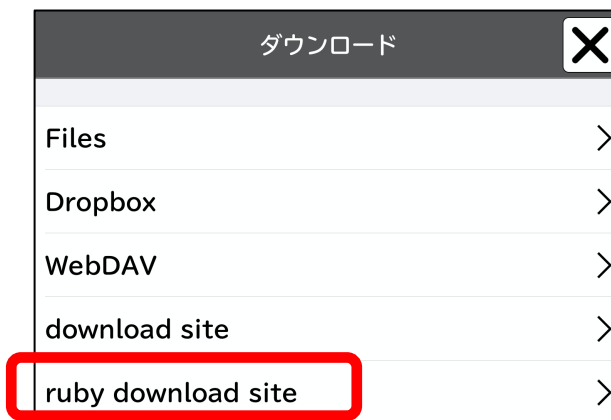 ダウンロード
Files
Dropbox
WebDAV
download site
ruby download site